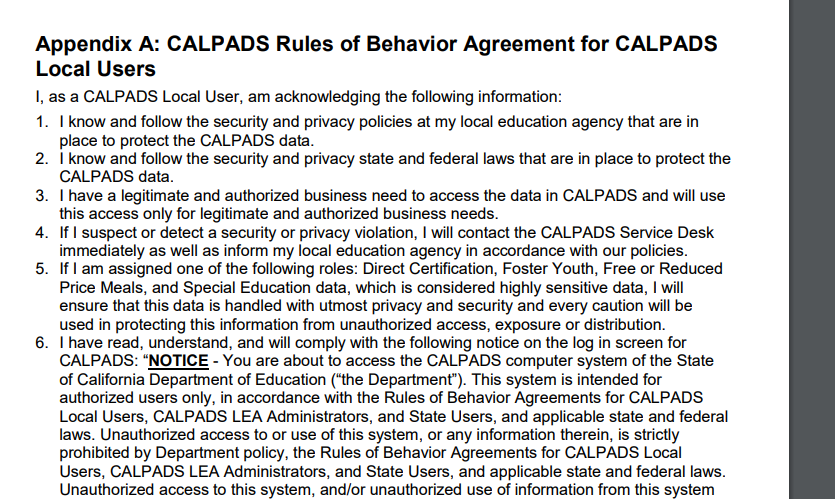 Appendix A: CALPADS Rules of Behavior Agreement for CALPADS
Local Users
I, as a CALPADS Local User, am acknowledging the following information:
1. I know and follow the security and privacy policies at my local education agency that are in
place to protect the CALPADS data.
2. I know and follow the security and privacy state and federal laws that are in place to protect the
CALPADS data.
3. I have a legitimate and authorized business need to access the data in CALPADS and will use
this access only for legitimate and authorized business needs.
4. If I suspect or detect a security or privacy violation, I will contact the CALPADS Service Desk
immediately as well as inform my local education agency in accordance with our policies.
5. If I am assigned one of the following roles: Direct Certification, Foster Youth, Free or Reduced
Price Meals, and Special Education data, which is considered highly sensitive data, I will
ensure that this data is handled with utmost privacy and security and every caution will be
used in protecting this information from unauthorized access, exposure or distribution.
6. I have read, understand, and will comply with the following notice on the log in screen for
CALPADS: “NOTICE - You are about to access the CALPADS computer system of the State
of California Department of Education (“the Department”). This system is intended for
authorized users only, in accordance with the Rules of Behavior Agreements for CALPADS
Local Users, CALPADS LEA Administrators, and State Users, and applicable state and federal
laws. Unauthorized access to or use of this system, or any information therein, is strictly
prohibited by Department policy, the Rules of Behavior Agreements for CALPADS Local
Users, CALPADS LEA Administrators, and State Users, and applicable state and federal laws.
Unauthorized access to this system, and/or unauthorized use of information from this system